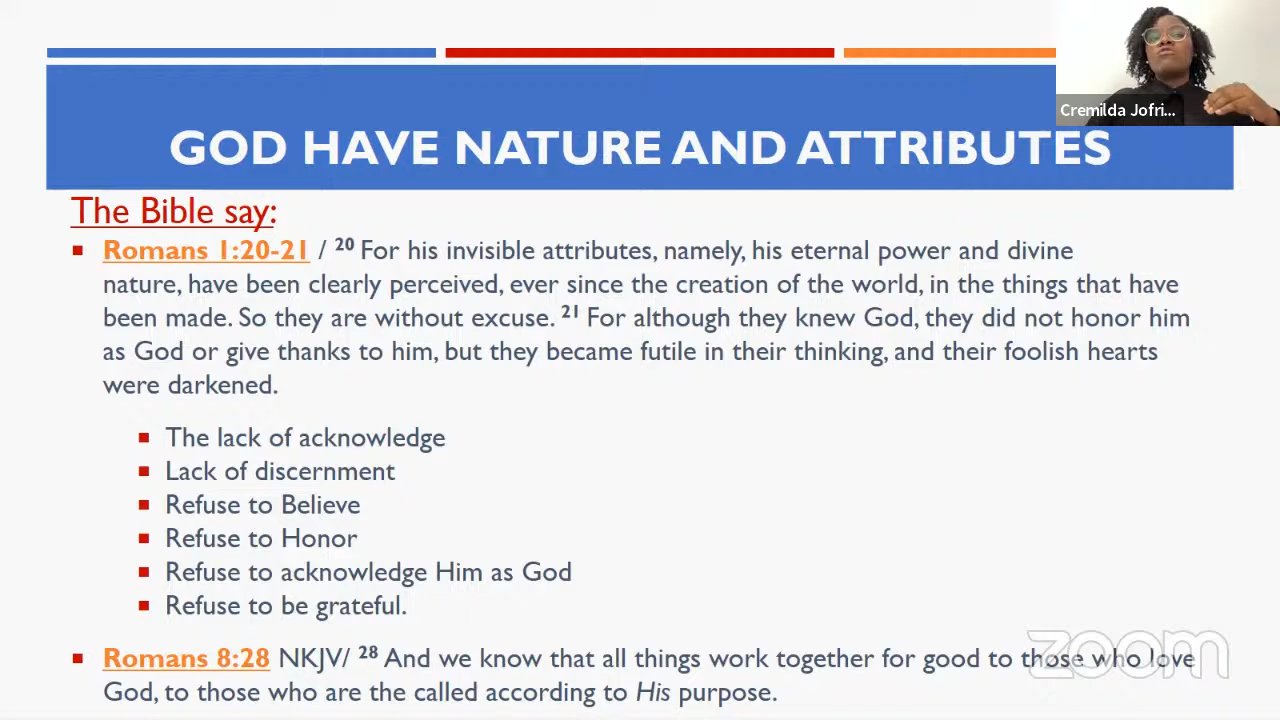 Cremilda Jofri...
GOD HAVE NATURE AND ATTRIBUTES
The Bible say:
Romans 1:20-21 / 20 For his invisible attributes, namely, his eternal power and divine
nature, have been clearly perceived, ever since the creation of the world, in the things that have
been made. So they are without excuse. 21 For although they knew God, they did not honor him
as God or give thanks to him, but they became futile in their thinking, and their foolish hearts
were darkened.
The lack of acknowledge
Lack of discernment
Refuse to Believe
Refuse to Honor
Refuse to acknowledge Him as God
Refuse to be grateful.
Romans 8:28 NKJV/ 28 And we know that all things work together for good to those who love
God, to those who are the called according to His purpose.
zoom